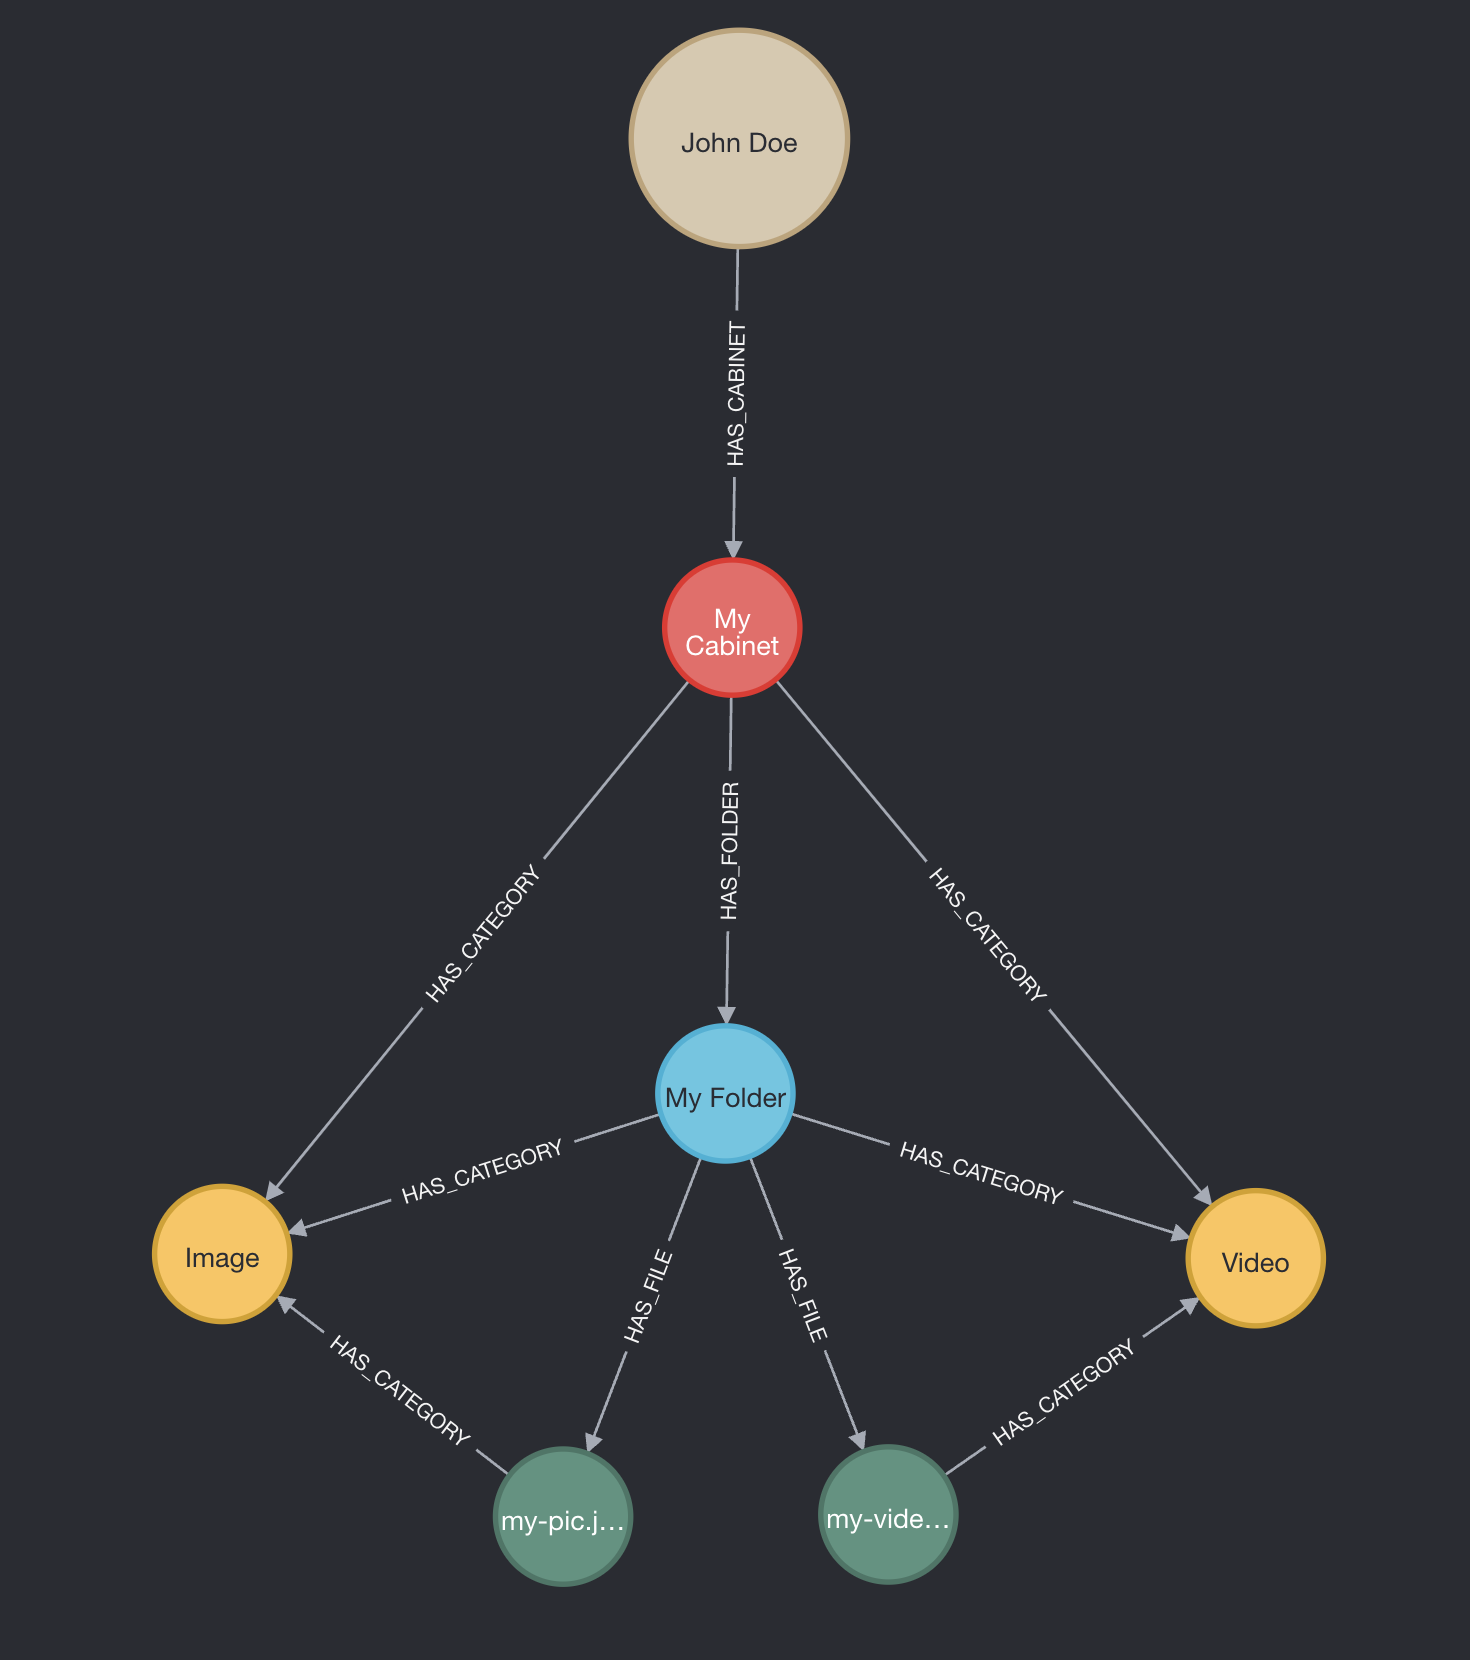 John Doe
HAS_CABINET
My
Cabinet
HAS_CATEGORY
HAS_FOLDER
HAS_CATEGORY
My Folder
HAS_CATEGORY
HAS_CATEGORY
Image
Video
HAS_FILE
HAS_FILE
HAS_CATEGORY
HAS_CATEGORY
my-pic.j...
my-vide...